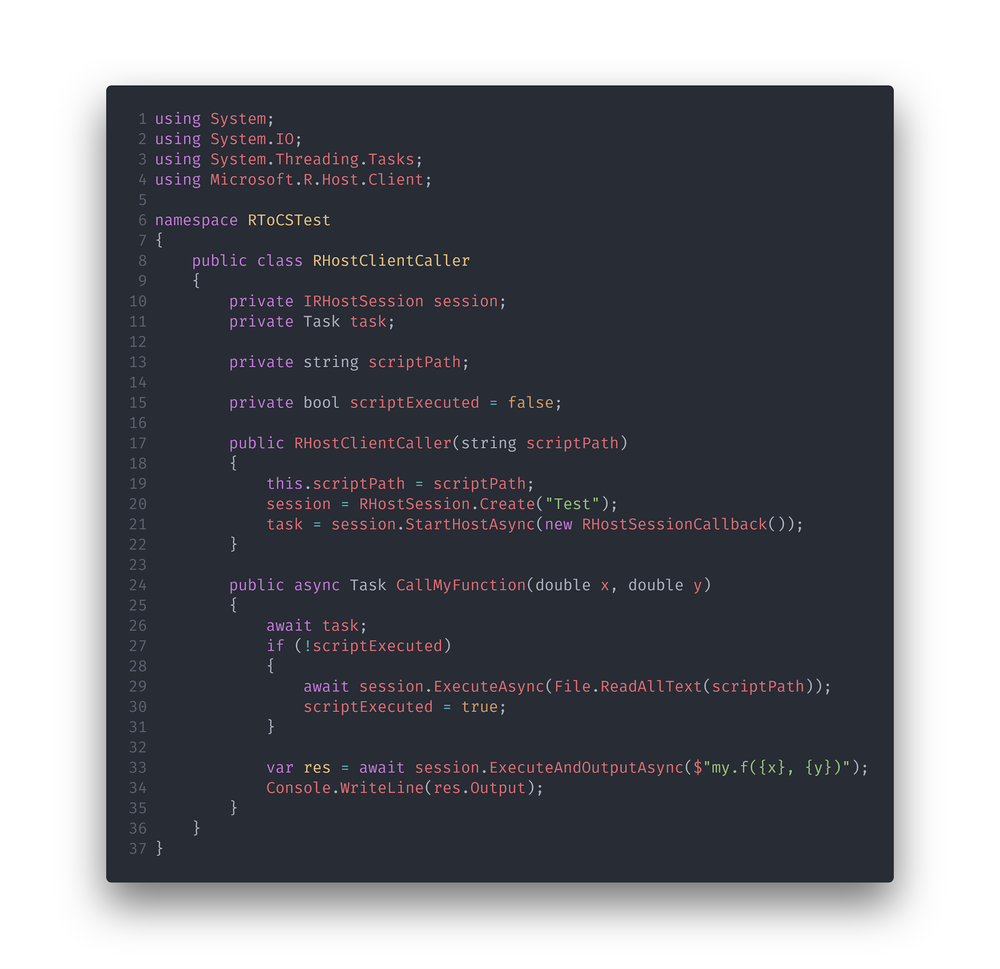 1 using System;
2 using System.IO;
3 using System.Threading.Tasks;
4 using Microsoft.R.Host.Client;
5
6 namespace RToCSTest
7 {
8     public class RHostClientCaller
9     {
10         private IRHostSession session;
11         private Task task;
12
13         private string scriptPath;
14
15         private bool scriptExecuted = false;
16
17         public RHostClientCaller(string scriptPath)
18         {
19             this.scriptPath = scriptPath;
20             session = RHostSession.Create("Test");
21             task = session.StartHostAsync(new RHostSessionCallback());
22         }
23
24         public async Task CallMyFunction(double x, double y)
25         {
26             await task;
27             if (!scriptExecuted)
28             {
29                 await session.ExecuteAsync(File.ReadAllText(scriptPath));
30                 scriptExecuted = true;
31             }
32
33             var res = await session.ExecuteAndOutputAsync($"my.f({x}, {y})");
34             Console.WriteLine(res.Output);
35         }
36     }
37 }